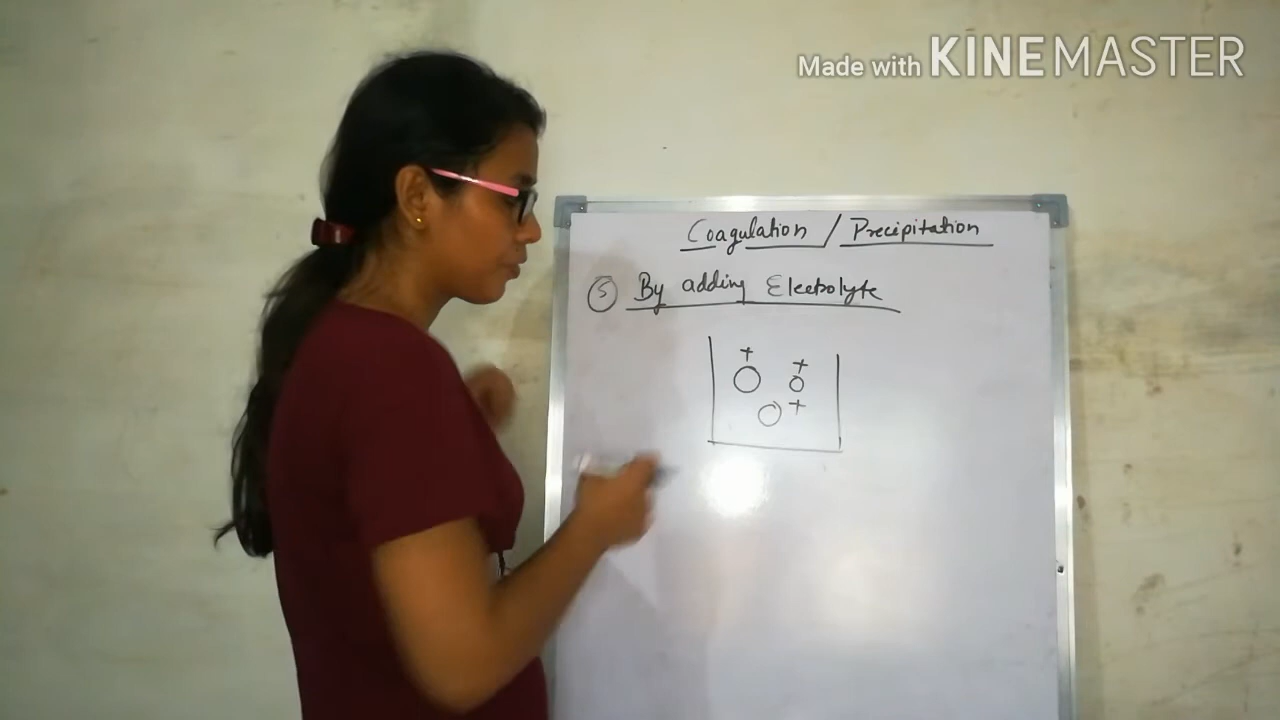 Made with KINEMASTER
Coagulation / Precipitation
5 By adding Electrolyte
+
+
+